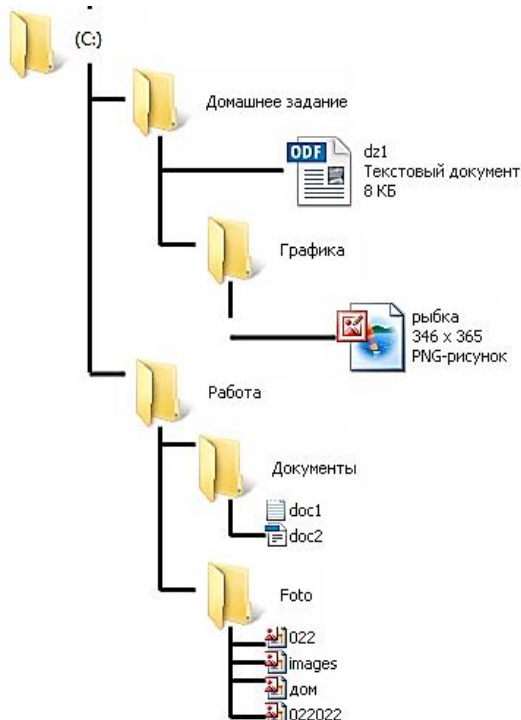 (C:)
Домашнее задание
ODF
dz1
Текстовый документ
8 КБ
Графика
рыбка
346 x 365
PNG-рисунок
Работа
Документы
doc1
doc2
Foto
022
images
дом
022022